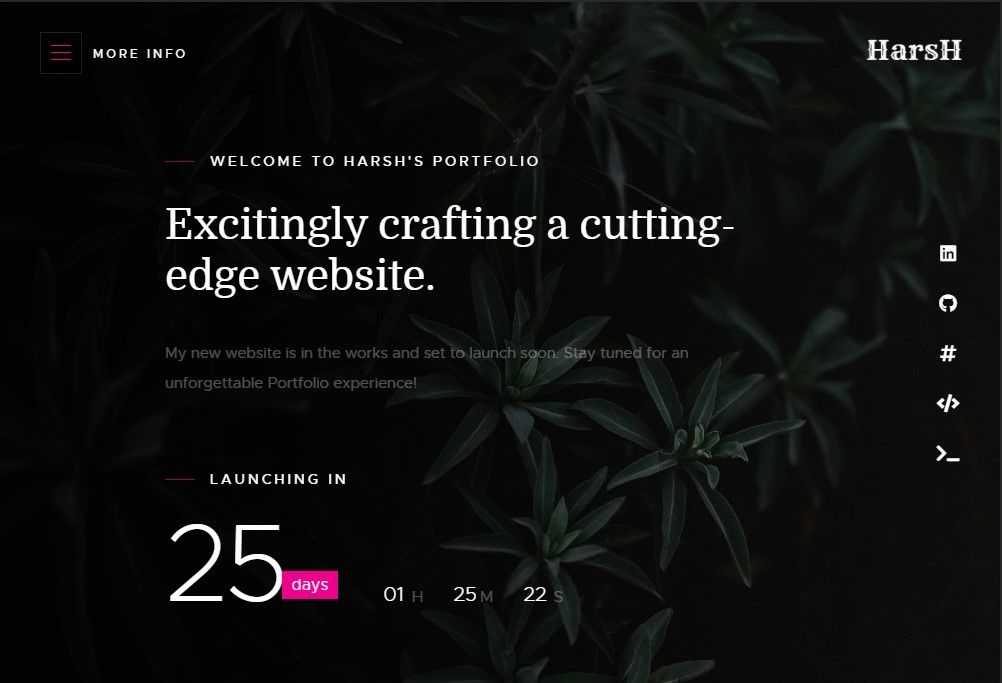 MORE INFO
HarsH
WELCOME TO HARSH'S PORTFOLIO
Excitingly crafting a cutting-
edge website.
My new website is in the works and set to launch soon. Stay tuned for an
unforgettable Portfolio experience!
LAUNCHING IN
25 days 01 H 25 M 22 S